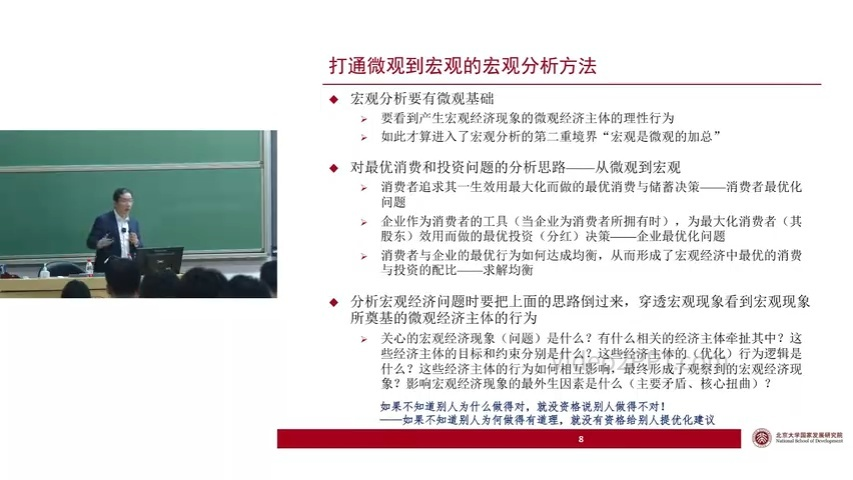 打通微观到宏观的宏观分析方法
宏观分析要有微观基础
要看到产生宏观经济现象的微观经济主体的理性行为
如此才算进入了宏观分析的第二重境界“宏观是微观的加总”
对最优消费和投资问题的分析思路——从微观到宏观
消费者追求其一生效用最大化而做的最优消费与储蓄决策——消费者最优化
问题
企业作为消费者的工具（当企业为消费者所拥有时），为最大化消费者（其
股东）效用而做的最优投资（分红）决策——企业最优化问题
消费者与企业的最优行为如何达成均衡，从而形成了宏观经济中最优的消费
与投资的配比——求解均衡
分析宏观经济问题时要把上面的思路倒过来，穿透宏观现象看到宏观现象
所奠基的微观经济主体的行为
关心的宏观经济现象（问题）是什么？有什么相关的经济主体牵扯其中？这
些经济主体的目标和约束分别是什么？这些经济主体的（优化）行为逻辑是
什么？这些经济主体的行为如何相互影响，最终形成了观察到的宏观经济现
象？影响宏观经济现象的最外生因素是什么（主要矛盾、核心扭曲）？
如果不知道别人为什么做得对，就没资格说别人做得不对！
——如果不知道别人为何做得有道理，就没有资格给别人提优化建议
8
北京大学国家发展研究院
National School of Development